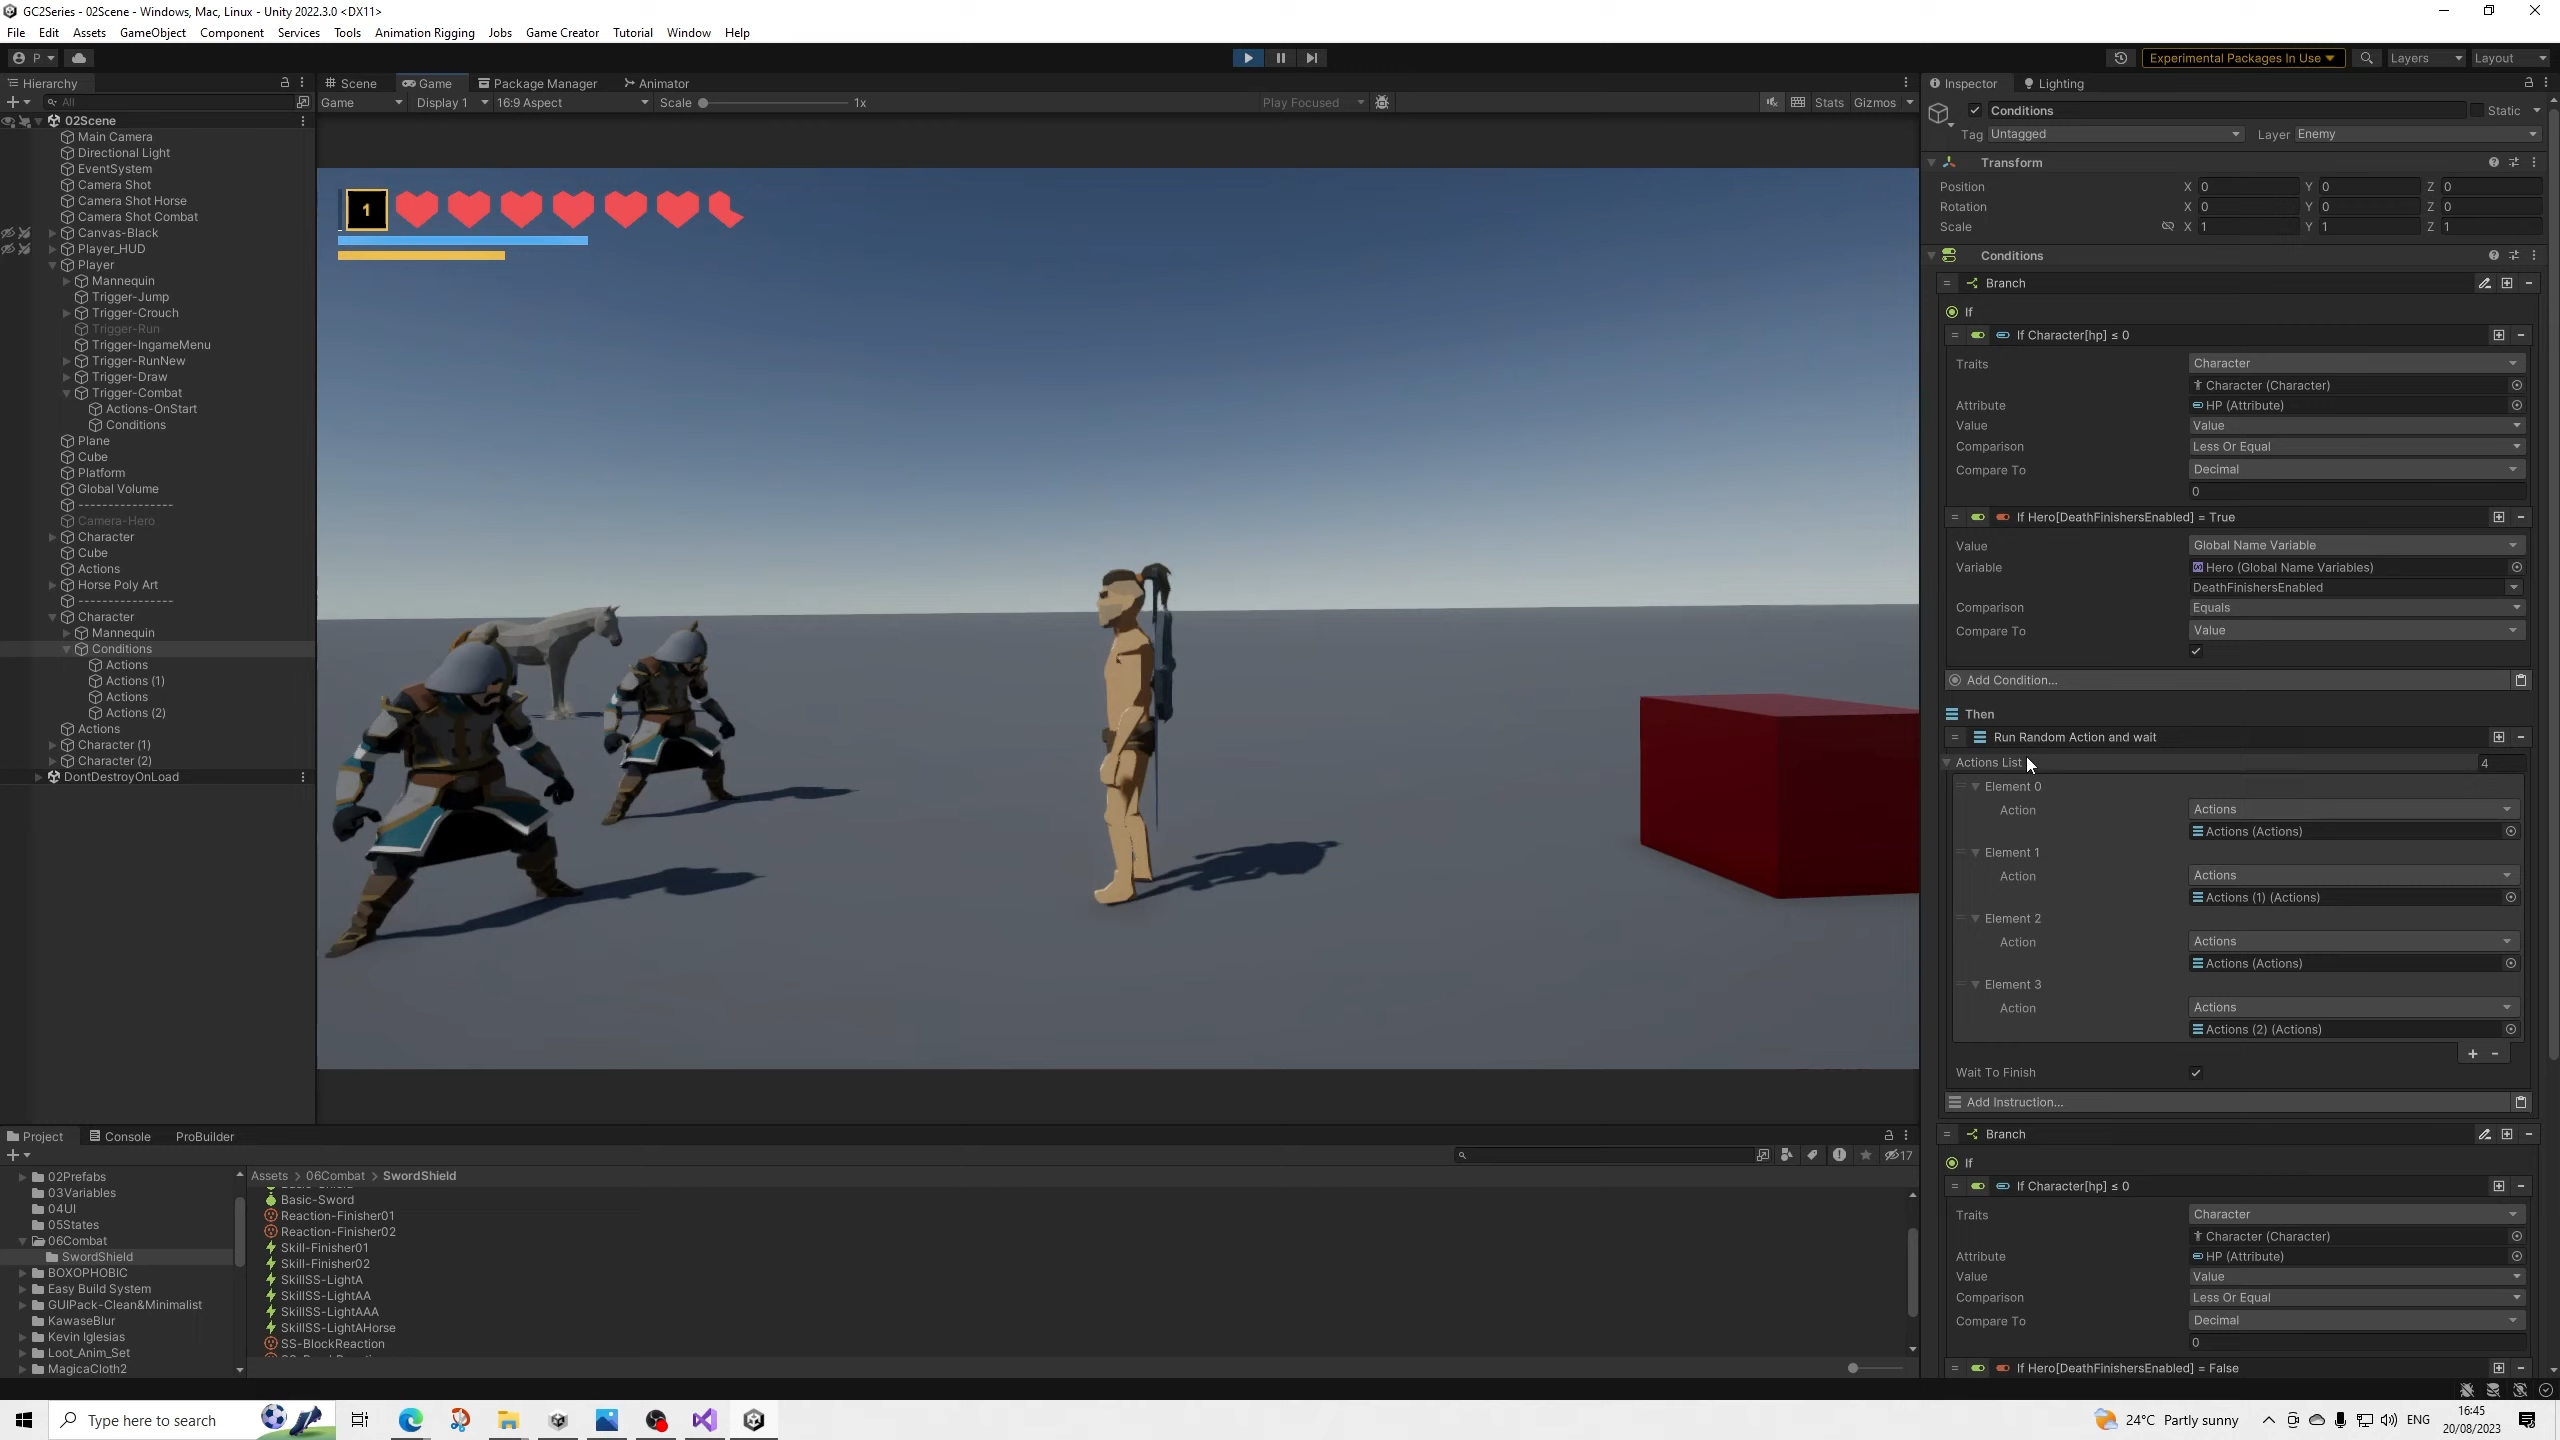 GC2Series - 02Scene - Windows, Mac, Linux - Unity 2022.3.0 <DX11>
File Edit Assets GameObject Component Services Tools Animation Rigging Jobs Game Creator Tutorial Window Help
P Experimental Packages In Use Layers Layout
Hierarchy
All
02Scene
Main Camera
Directional Light
EventSystem
Camera Shot
Camera Shot Horse
Camera Shot Combat
Canvas-Black
Player_HUD
Player
Mannequin
Trigger-Jump
Trigger-Crouch
Trigger-Run
Trigger-IngameMenu
Trigger-RunNew
Trigger-Draw
Trigger-Combat
Actions-OnStart
Conditions
Plane
Cube
Platform
Global Volume
----------------
Camera-Hero
Character
Cube
Actions
Horse Poly Art
----------------
Character
Mannequin
Conditions
Actions
Actions (1)
Actions
Actions (2)
Actions
Character (1)
Character (2)
DontDestroyOnLoad
Scene Game Package Manager Animator
Game Display 1 16:9 Aspect Scale 1x Play Focused Stats Gizmos
1
Inspector Lighting
Conditions Static
Tag Untagged Layer Enemy
Transform
Position X 0 Y 0 Z 0
Rotation X 0 Y 0 Z 0
Scale X 1 Y 1 Z 1
Conditions
Branch
If
If Character[hp] ≤ 0
Traits Character
Character (Character)
Attribute HP (Attribute)
Value Value
Comparison Less Or Equal
Compare To Decimal
0
If Hero[DeathFinishersEnabled] = True
Value Global Name Variable
Variable Hero (Global Name Variables)
DeathFinishersEnabled
Comparison Equals
Compare To Value
Add Condition...
Then
Run Random Action and wait
Actions List 4
Element 0
Action Actions
Actions (Actions)
Element 1
Action Actions
Actions (1) (Actions)
Element 2
Action Actions
Actions (Actions)
Element 3
Action Actions
Actions (2) (Actions)
Wait To Finish
Add Instruction...
Branch
If
If Character[hp] ≤ 0
Traits Character
Character (Character)
Attribute HP (Attribute)
Value Value
Comparison Less Or Equal
Compare To Decimal
0
If Hero[DeathFinishersEnabled] = False
Project Console ProBuilder
17
02Prefabs
03Variables
04UI
05States
06Combat
SwordShield
BOXOPHOBIC
Easy Build System
GUIPack-Clean&Minimalist
KawaseBlur
Kevin Iglesias
Loot_Anim_Set
MagicaCloth2
Assets > 06Combat > SwordShield
Basic-Sword
Reaction-Finisher01
Reaction-Finisher02
Skill-Finisher01
Skill-Finisher02
SkillSS-LightA
SkillSS-LightAA
SkillSS-LightAAA
SkillSS-LightAHorse
SS-BlockReaction
Type here to search
24°C Partly sunny
ENG
16:45
20/08/2023